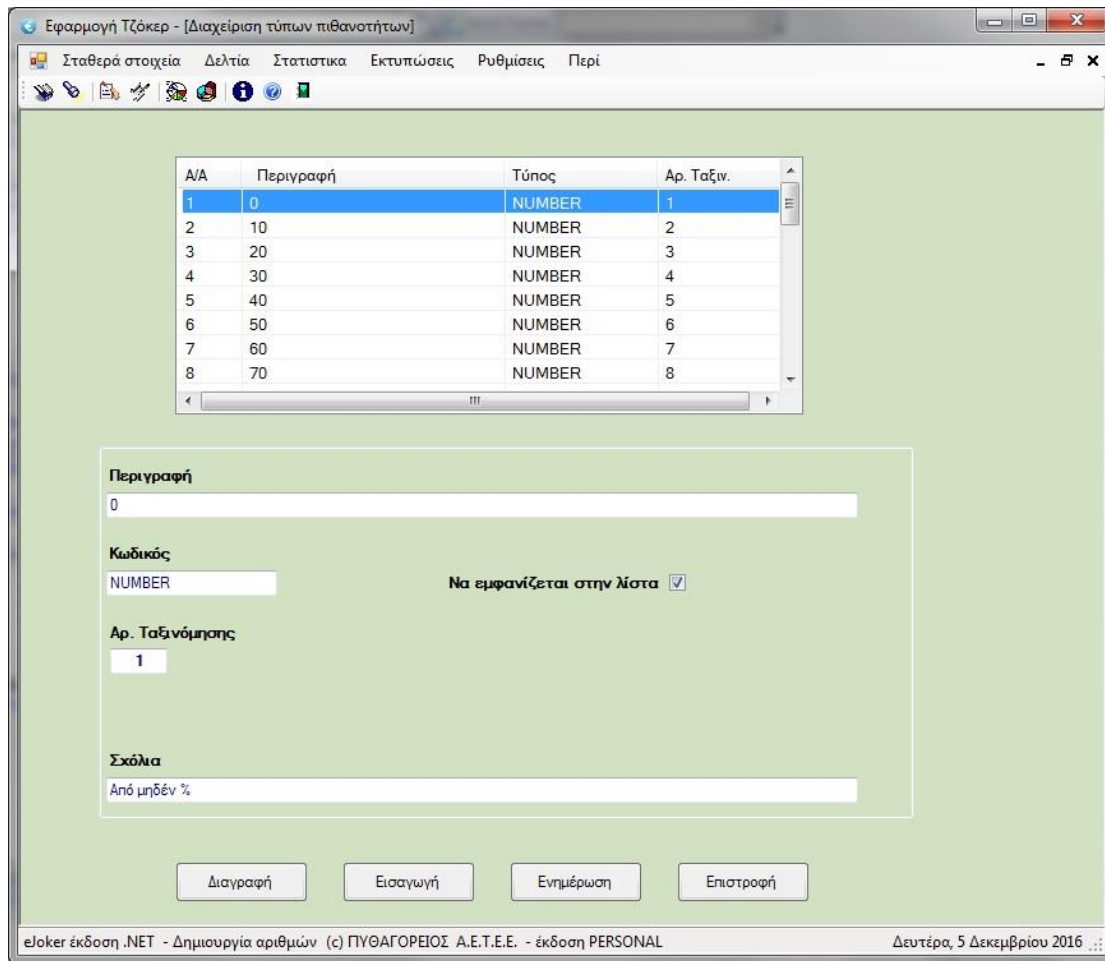 Εφαρμογή Τζόκερ - [Διαχείριση τύπων πιθανοτήτων]
Σταθερά στοιχεία Δελτία Στατιστικα Εκτυπώσεις Ρυθμίσεις Περί
Α/Α Περιγραφή Τύπος Αρ. Ταξιν.
1 0 NUMBER 1
2 10 NUMBER 2
3 20 NUMBER 3
4 30 NUMBER 4
5 40 NUMBER 5
6 50 NUMBER 6
7 60 NUMBER 7
8 70 NUMBER 8
Περιγραφή
0
Κωδικός
NUMBER Να εμφανίζεται στην λίστα
Αρ. Ταξινόμησης
1
Σχόλια
Από μηδέν %
Διαγραφή Εισαγωγή Ενημέρωση Επιστροφή
eJoker έκδοση .NET - Δημιουργία αριθμών (c) ΠΥΘΑΓΟΡΕΙΟΣ Α.Ε.Τ.Ε.Ε. - έκδοση PERSONAL Δευτέρα, 5 Δεκεμβρίου 2016